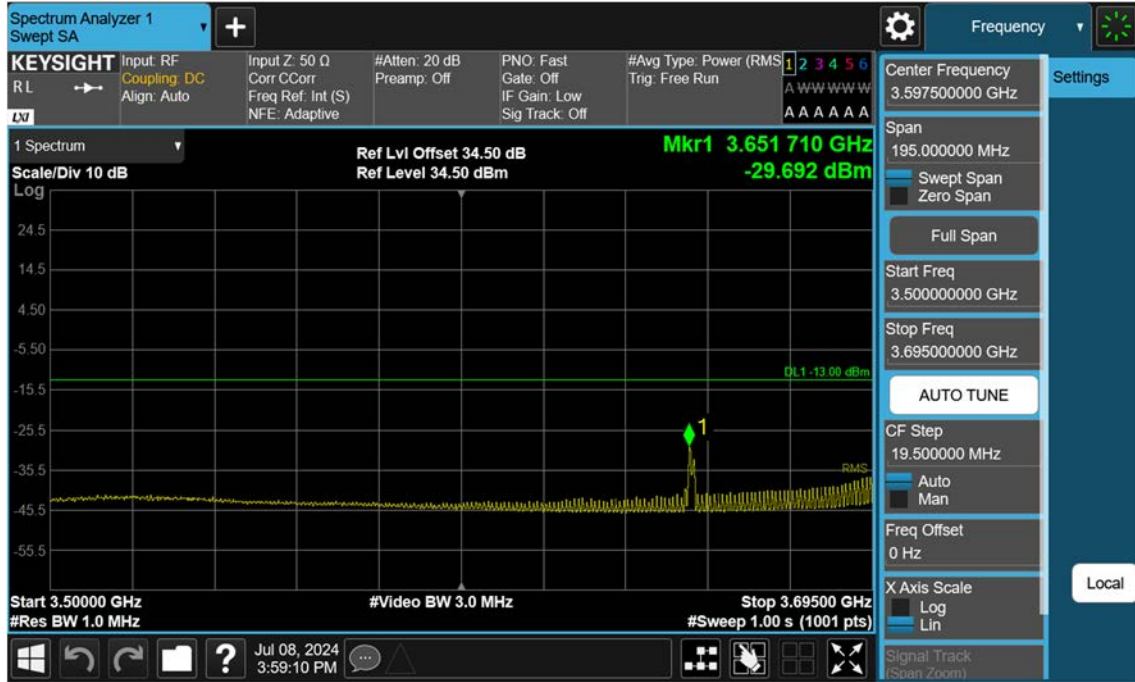 Spectrum Analyzer 1
Swept SA
Frequency
KEYSIGHT
R L
LXI
Input: RF
Coupling: DC
Align: Auto
Input Z: 50 Ω
Corr CCorr
Freq Ref: Int (S)
NFE: Adaptive
#Atten: 20 dB
Preamp: Off
PNO: Fast
Gate: Off
IF Gain: Low
Sig Track: Off
#Avg Type: Power (RMS
Trig: Free Run
1 2 3 4 5 6
A W W W W W
A A A A A A
1 Spectrum
Scale/Div 10 dB
Log
Ref Lvl Offset 34.50 dB
Ref Level 34.50 dBm
Mkr1 3.651 710 GHz
-29.692 dBm
24.5
14.5
4.50
-5.50
DL1 -13.00 dBm
-15.5
-25.5
1
-35.5
RMS
-45.5
-55.5
Start 3.50000 GHz
#Video BW 3.0 MHz
Stop 3.69500 GHz
#Res BW 1.0 MHz
#Sweep 1.00 s (1001 pts)
?
Jul 08, 2024
3:59:10 PM
Center Frequency
3.597500000 GHz
Span
195.000000 MHz
Swept Span
Zero Span
Full Span
Start Freq
3.500000000 GHz
Stop Freq
3.695000000 GHz
AUTO TUNE
CF Step
19.500000 MHz
Auto
Man
Freq Offset
0 Hz
X Axis Scale
Log
Lin
Signal Track
(Span Zoom)
Settings
Local